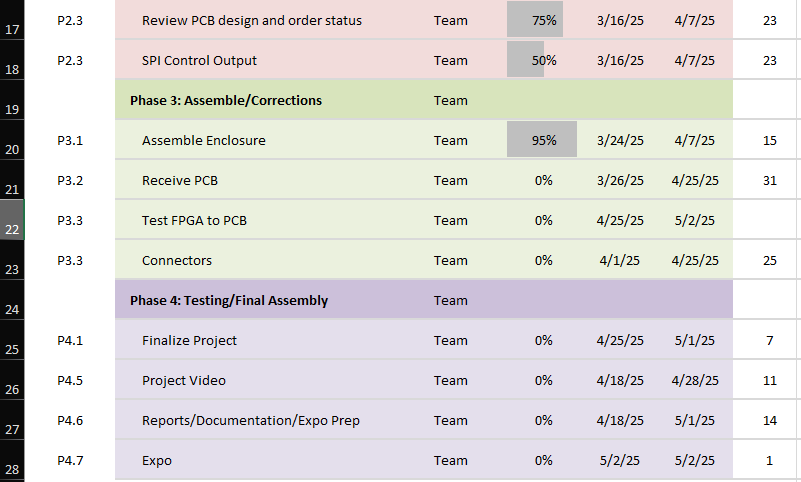 17 P2.3 Review PCB design and order status Team 75% 3/16/25 4/7/25 23
18 P2.3 SPI Control Output Team 50% 3/16/25 4/7/25 23
19 Phase 3: Assemble/Corrections Team
20 P3.1 Assemble Enclosure Team 95% 3/24/25 4/7/25 15
21 P3.2 Receive PCB Team 0% 3/26/25 4/25/25 31
22 P3.3 Test FPGA to PCB Team 0% 4/25/25 5/2/25
23 P3.3 Connectors Team 0% 4/1/25 4/25/25 25
24 Phase 4: Testing/Final Assembly Team
25 P4.1 Finalize Project Team 0% 4/25/25 5/1/25 7
26 P4.5 Project Video Team 0% 4/18/25 4/28/25 11
27 P4.6 Reports/Documentation/Expo Prep Team 0% 4/18/25 5/1/25 14
28 P4.7 Expo Team 0% 5/2/25 5/2/25 1